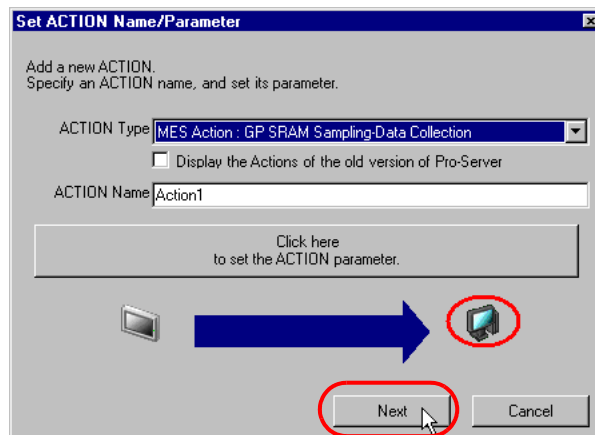 Set ACTION Name/Parameter
Add a new ACTION.
Specify an ACTION name, and set its parameter.
ACTION Type MES Action : GP SRAM Sampling-Data Collection
Display the Actions of the old version of Pro-Server
ACTION Name Action1
Click here
to set the ACTION parameter.
Next Cancel